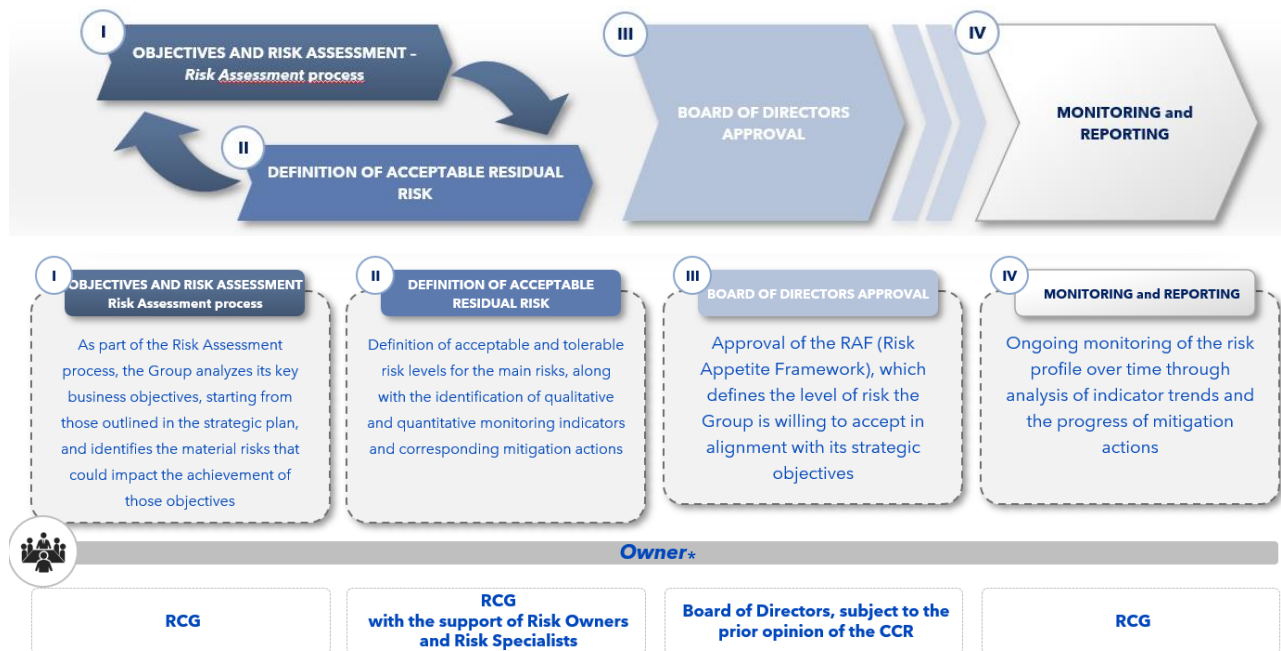 I
OBJECTIVES AND RISK ASSESSMENT –
Risk Assessment process
II
DEFINITION OF ACCEPTABLE RESIDUAL
RISK
III
BOARD OF DIRECTORS
APPROVAL
IV
MONITORING and
REPORTING
I
OBJECTIVES AND RISK ASSESSMENT
Risk Assessment process
As part of the Risk Assessment
process, the Group analyzes its key
business objectives, starting from
those outlined in the strategic plan,
and identifies the material risks that
could impact the achievement of
those objectives
II
DEFINITION OF ACCEPTABLE
RESIDUAL RISK
Definition of acceptable and tolerable
risk levels for the main risks, along
with the identification of qualitative
and quantitative monitoring indicators
and corresponding mitigation actions
III
BOARD OF DIRECTORS APPROVAL
Approval of the RAF (Risk
Appetite Framework), which
defines the level of risk the
Group is willing to accept in
alignment with its strategic
objectives
IV
MONITORING and REPORTING
Ongoing monitoring of the risk
profile over time through
analysis of indicator trends and
the progress of mitigation
actions
Owner*
RCG
RCG
with the support of Risk Owners
and Risk Specialists
Board of Directors, subject to the
prior opinion of the CCR
RCG